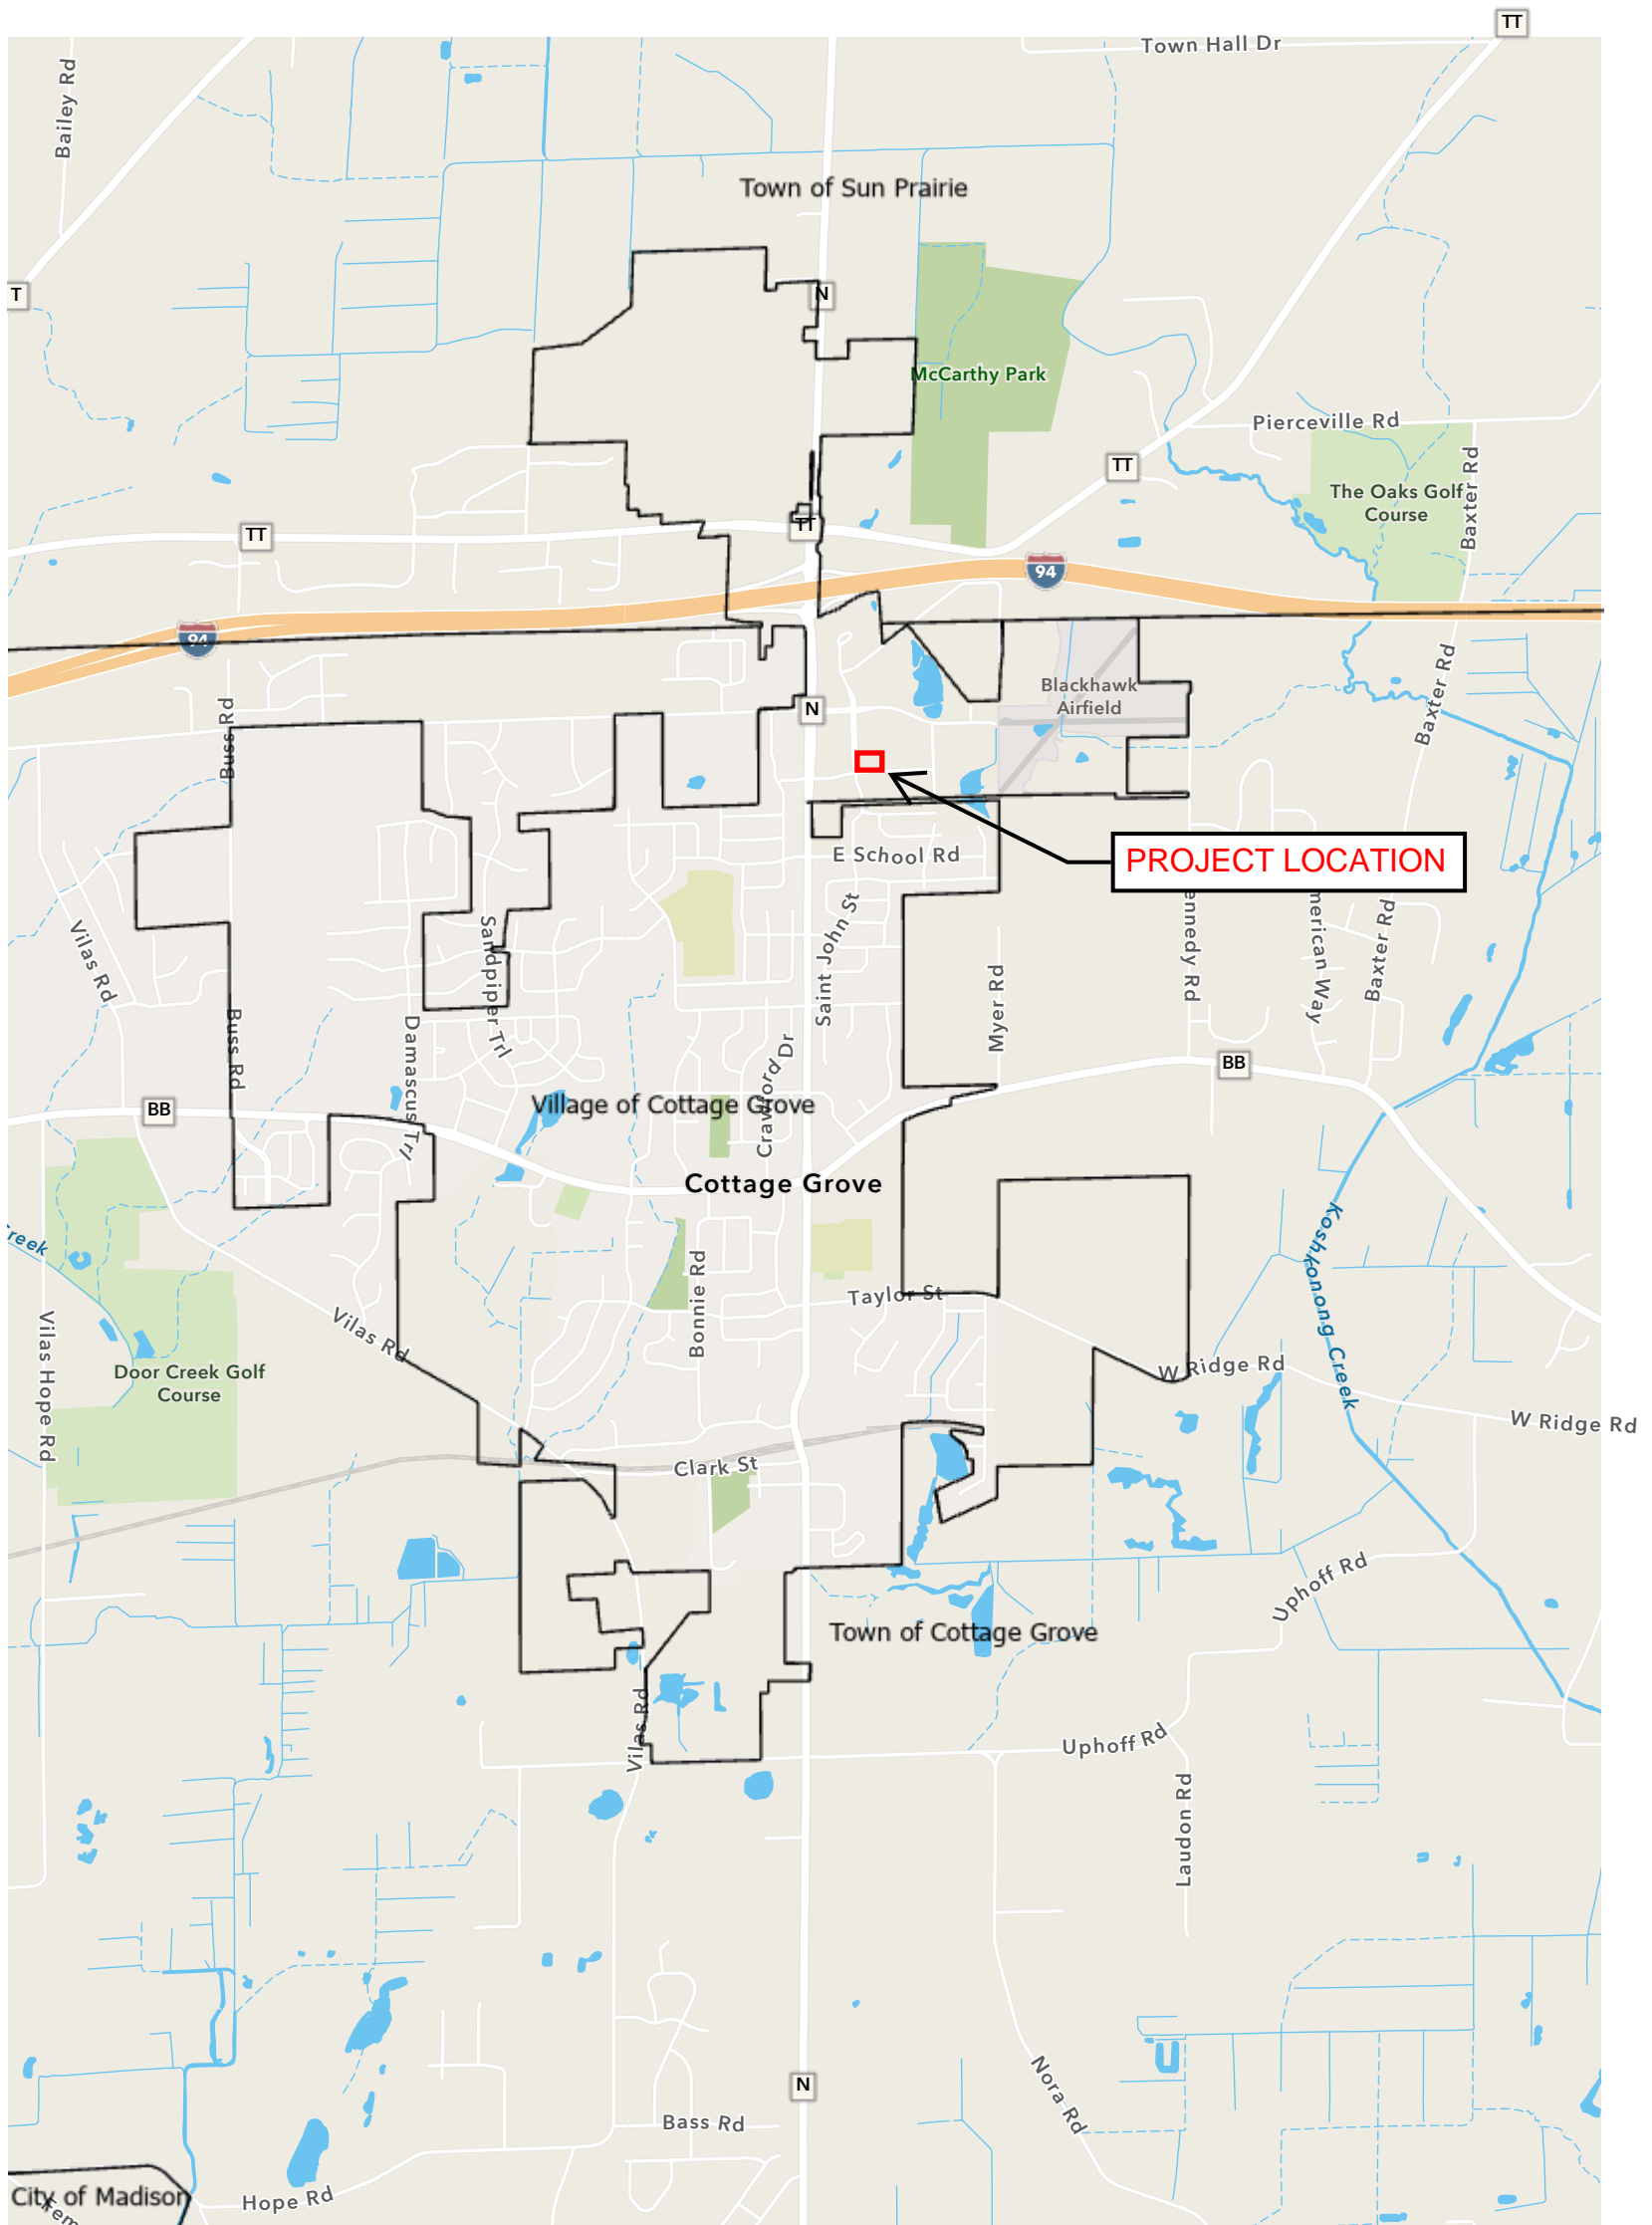 TT
Town Hall Dr
Bailey Rd
Town of Sun Prairie
T
N
McCarthy Park
Pierceville Rd
TT
The Oaks Golf
Course
Baxter Rd
TT
TT
94
94
Blackhawk
Airfield
Baxter Rd
N
Buss Rd
PROJECT LOCATION
E School Rd
Vilas Rd
Sandpiper Trl
Saint John St
Myer Rd
ennedy Rd
merican Way
Baxter Rd
Buss Rd
Damascus Trl
Crawford Dr
BB
BB
Village of Cottage Grove
Cottage Grove
reek
Koshkonong Creek
Bonnie Rd
Taylor St
Vilas Hope Rd
Vilas Rd
Door Creek Golf
Course
W Ridge Rd
W Ridge Rd
Clark St
Uphoff Rd
Town of Cottage Grove
Vilas Rd
Uphoff Rd
Laudon Rd
N
Nora Rd
Bass Rd
City of Madison
Hope Rd